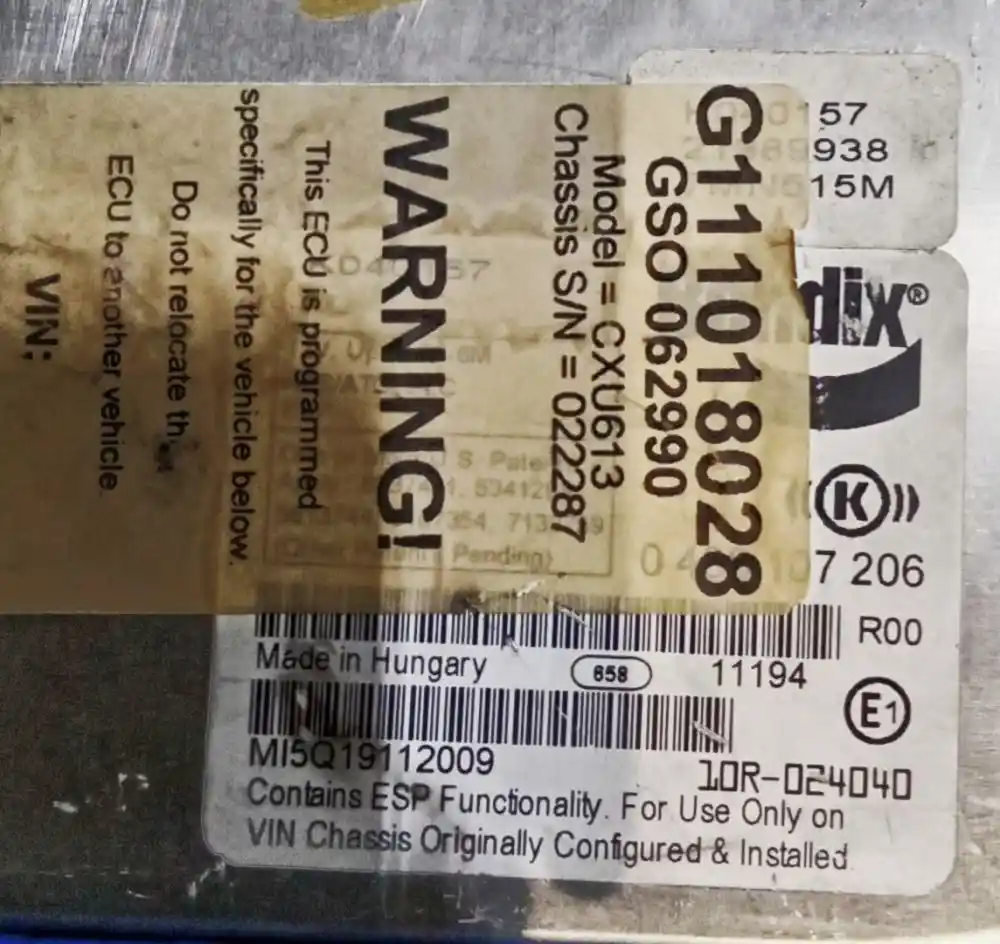 G1110118028
GSO 062990
Model = CXU613
Chassis S/N = 022287
WARNING!
This ECU is programmed
specifically for the vehicle below.
Do not relocate
ECU to another vehicle.
VIN:
57
938
15M
dix®
K
7 206
R00
Made in Hungary
658
11194
E1
MI5Q19112009
10R-024040
Contains ESP Functionality. For Use Only on
VIN Chassis Originally Configured & Installed